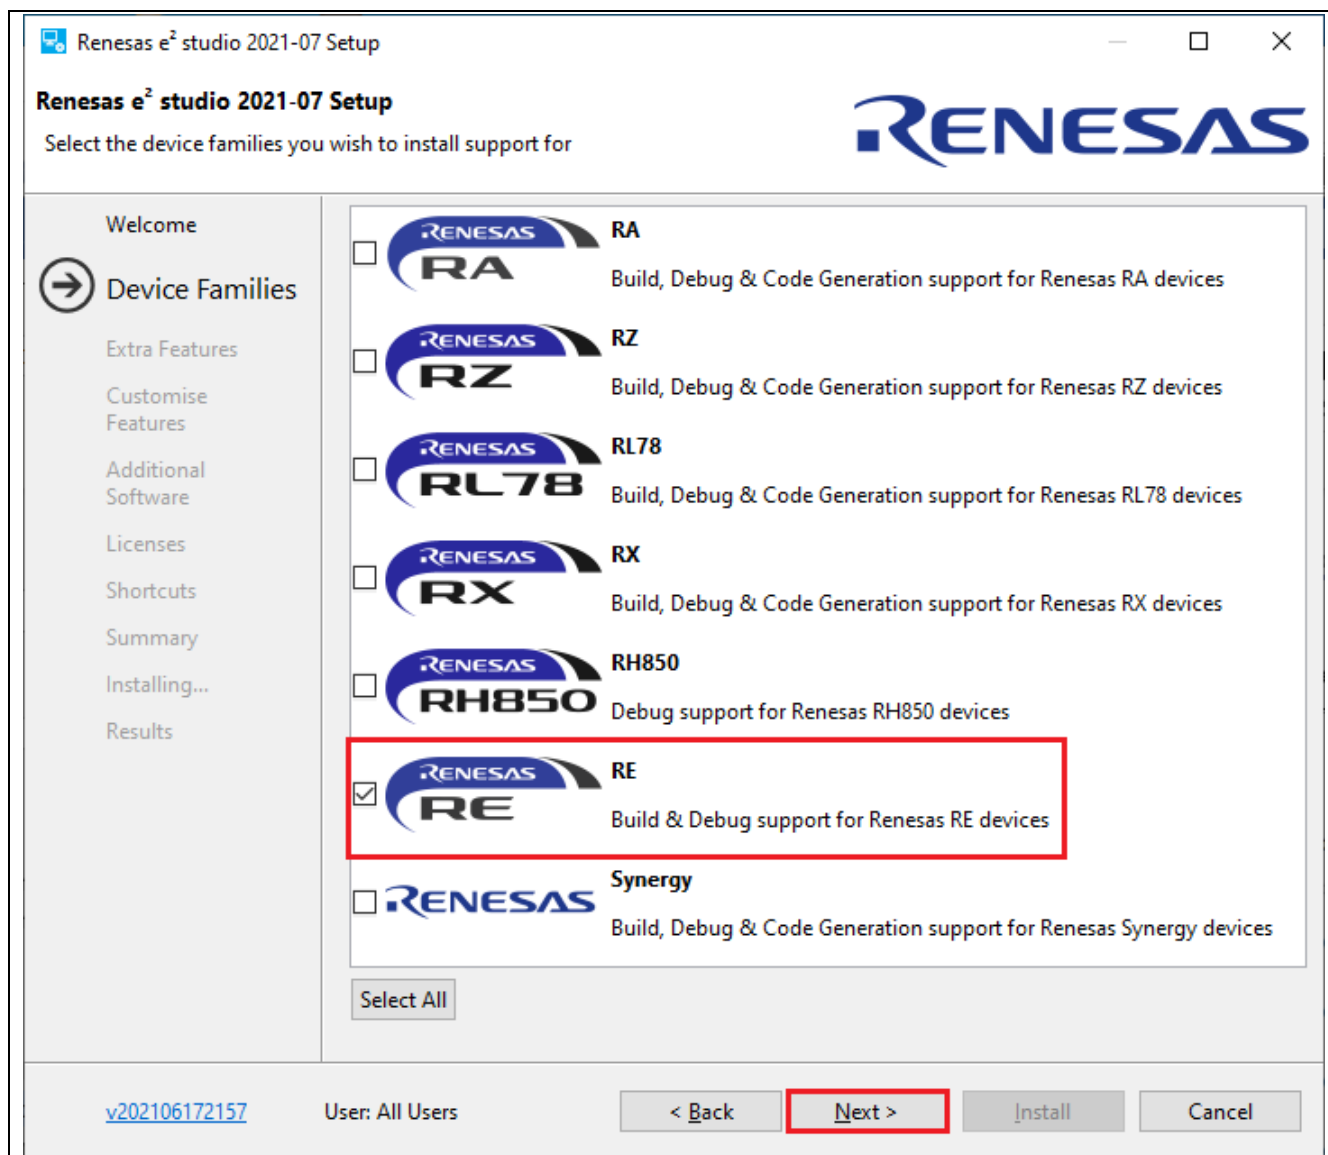 Renesas e² studio 2021-07 Setup
Renesas e² studio 2021-07 Setup
Select the device families you wish to install support for
RENESAS
Welcome
Device Families
Extra Features
Customise
Features
Additional
Software
Licenses
Shortcuts
Summary
Installing...
Results
RENESAS
RA
RA
Build, Debug & Code Generation support for Renesas RA devices
RENESAS
RZ
RZ
Build, Debug & Code Generation support for Renesas RZ devices
RENESAS
RL78
RL78
Build, Debug & Code Generation support for Renesas RL78 devices
RENESAS
RX
RX
Build, Debug & Code Generation support for Renesas RX devices
RENESAS
RH850
RH850
Debug support for Renesas RH850 devices
RENESAS
RE
RE
Build & Debug support for Renesas RE devices
RENESAS
Synergy
Build, Debug & Code Generation support for Renesas Synergy devices
Select All
v202106172157
User: All Users
< Back
Next >
Install
Cancel